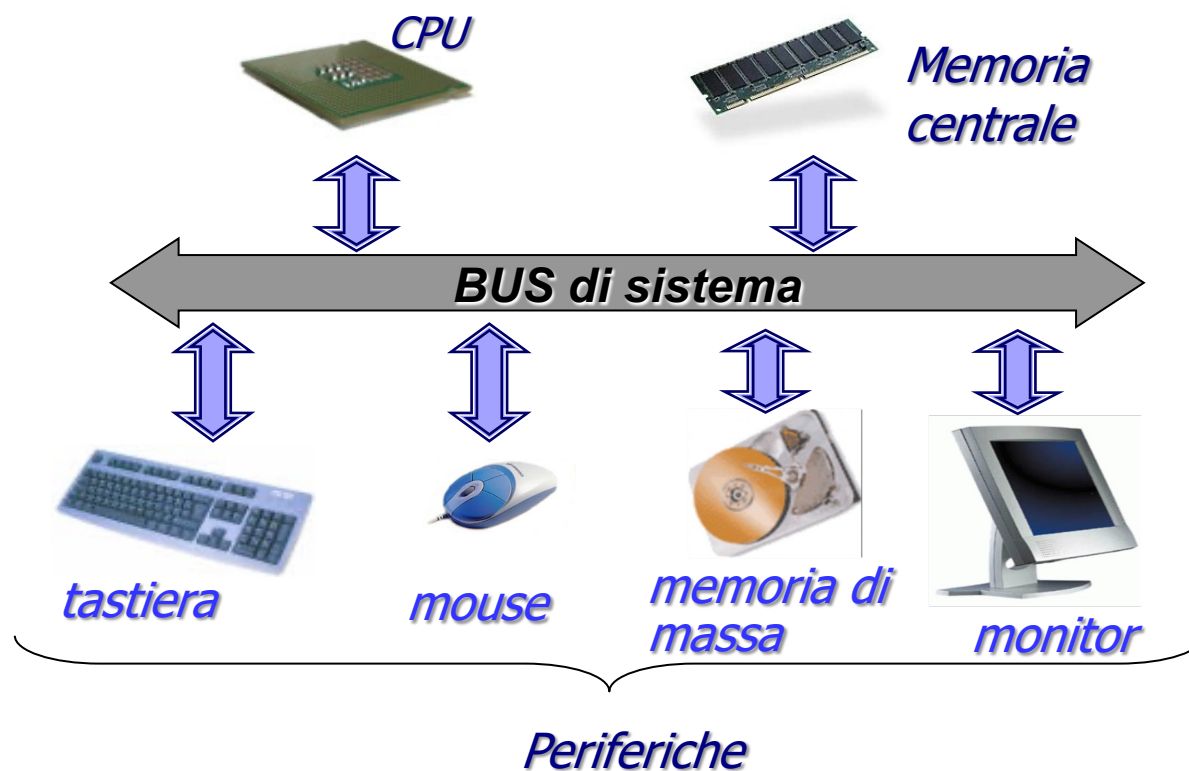 CPU
Memoria
centrale
BUS di sistema
tastiera
mouse
memoria di
massa
monitor
Periferiche